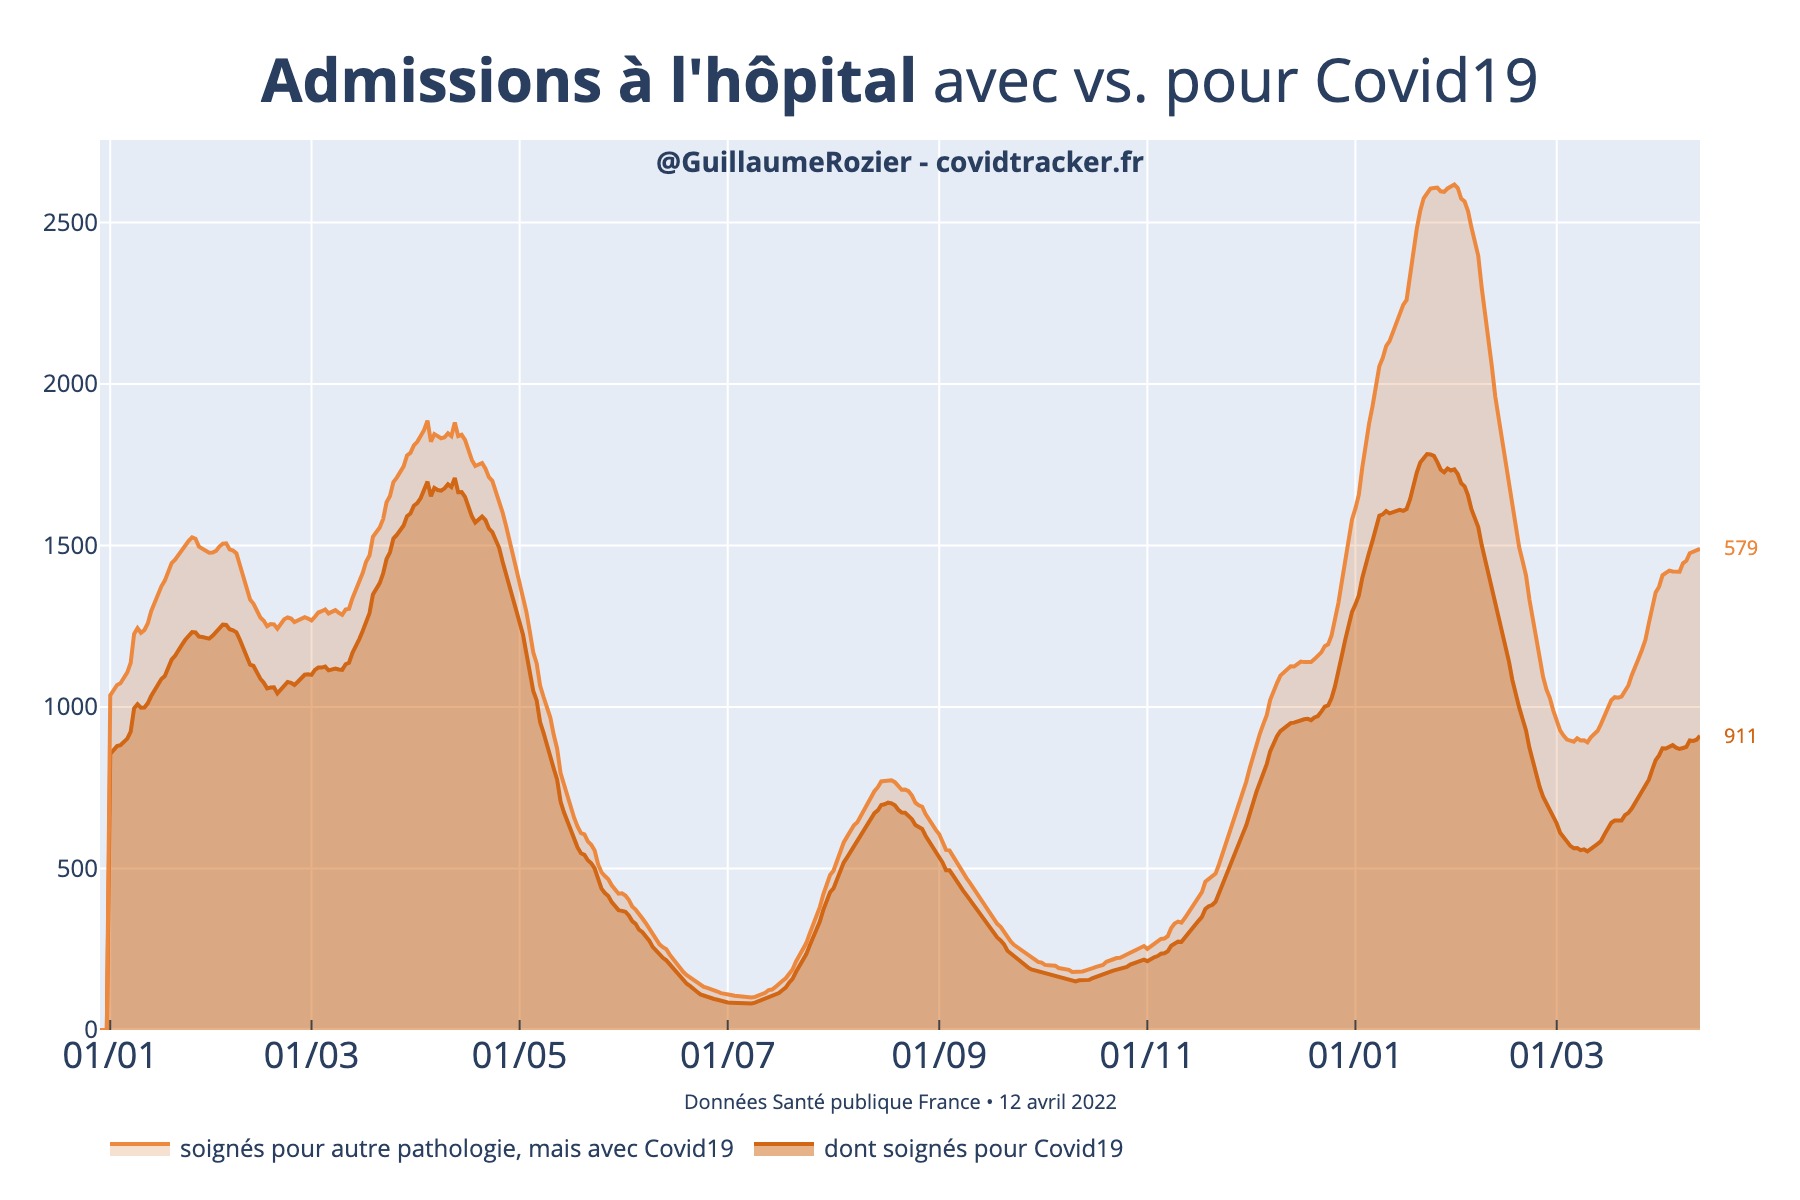 Admissions à l'hôpital avec vs. pour Covid19
@GuillaumeRozier - covidtracker.fr
2500
2000
1500
1000
500
0
579
911
01/01 01/03 01/05 01/07 01/09 01/11 01/01 01/03
Données Santé publique France • 12 avril 2022
soignés pour autre pathologie, mais avec Covid19 dont soignés pour Covid19